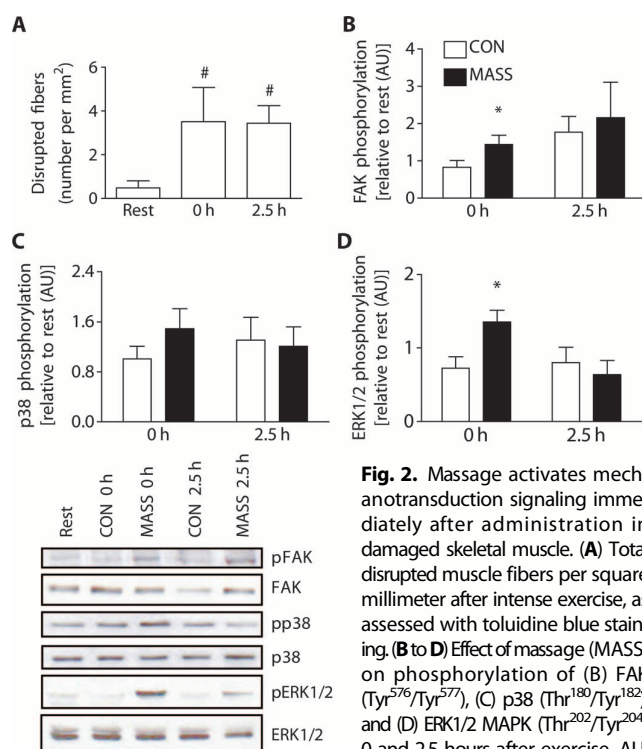 A
Disrupted fibers
(number per mm²)
6
4
2
0
#
#
Rest
0 h
2.5 h
B
FAK phosphorylation
[relative to rest (AU)]
4
3
2
1
0
CON
MASS
*
0 h
2.5 h
C
p38 phosphorylation
[relative to rest (AU)]
2.4
1.6
0.8
0.0
0 h
2.5 h
D
ERK1/2 phosphorylation
[relative to rest (AU)]
2
1
0
*
0 h
2.5 h
Rest
CON 0 h
MASS 0 h
CON 2.5 h
MASS 2.5 h
pFAK
FAK
pp38
p38
pERK1/2
ERK1/2
Fig. 2. Massage activates mech
anotransduction signaling imme
diately after administration in
damaged skeletal muscle. (A) Tota
disrupted muscle fibers per square
millimeter after intense exercise, as
assessed with toluidine blue stain
ing. (B to D) Effect of massage (MASS
on phosphorylation of (B) FAK
(Tyr⁵⁷⁶/Tyr⁵⁷⁷), (C) p38 (Thr¹⁸⁰/Tyr¹⁸²
and (D) ERK1/2 MAPK (Thr²⁰²/Tyr²⁰⁴
0 and 2.5 hours after exercise. AU